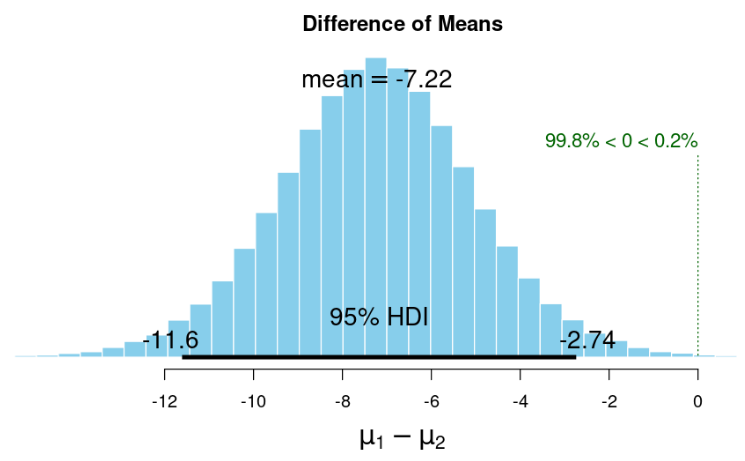 Difference of Means
mean = -7.22
99.8% < 0 < 0.2%
95% HDI
-11.6 -2.74
-12 -10 -8 -6 -4 -2 0
μ₁ − μ₂